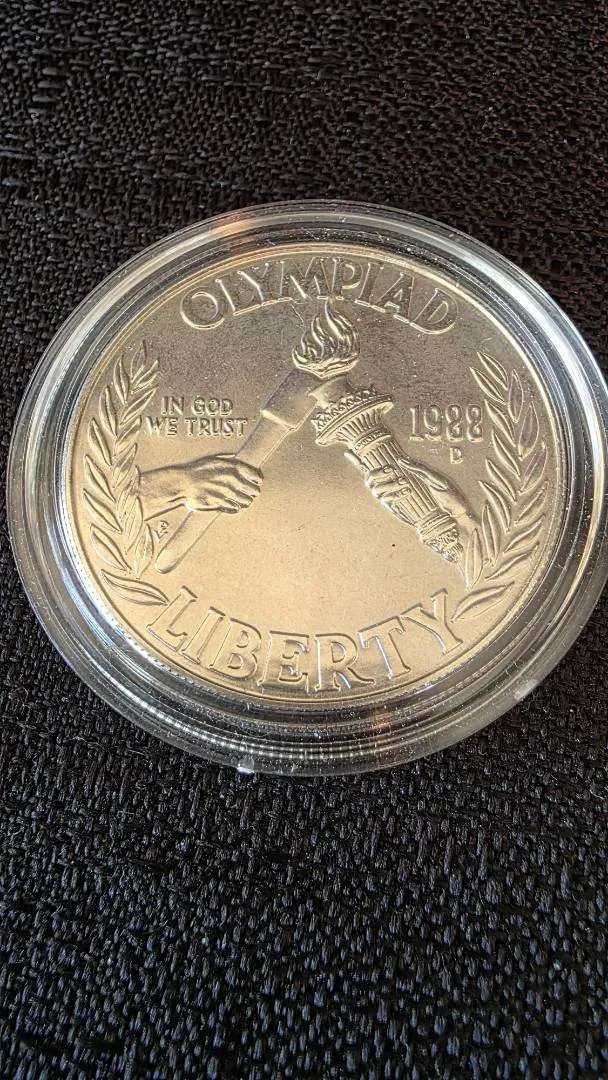 OLYMPIAD
IN GOD
WE TRUST
1988
D
LIBERTY